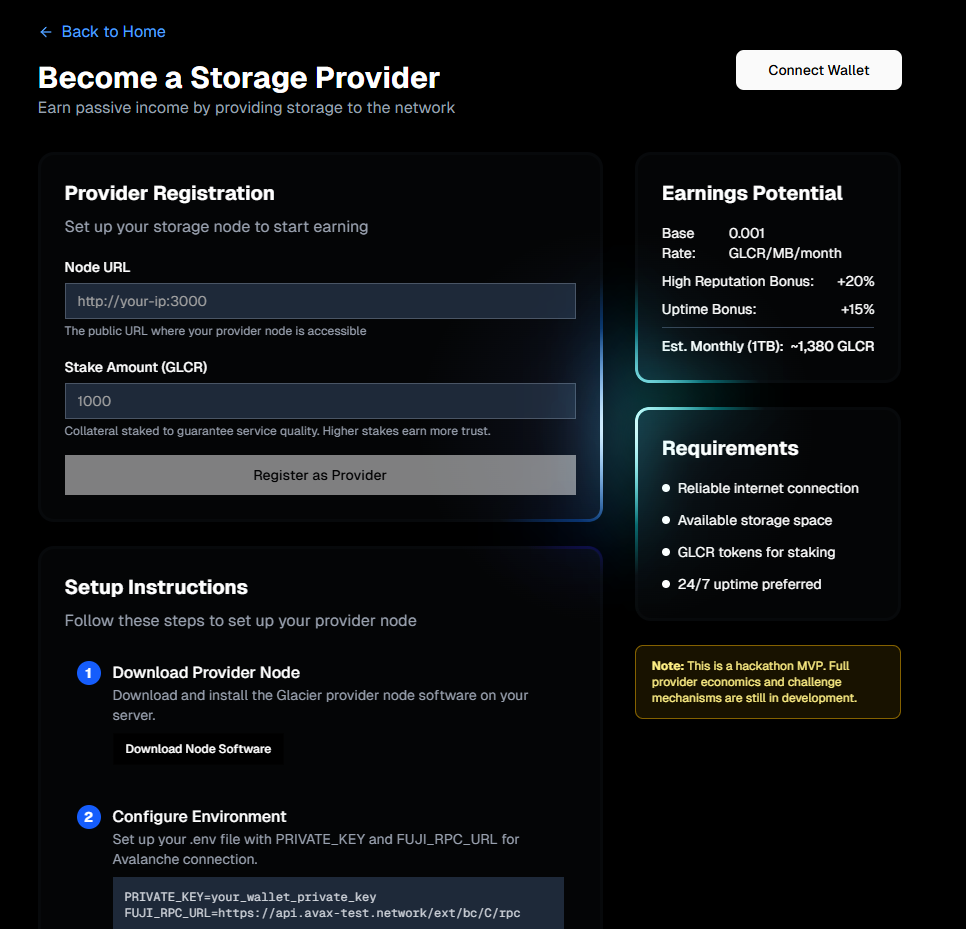 ← Back to Home
Become a Storage Provider
Earn passive income by providing storage to the network
Connect Wallet
Provider Registration
Set up your storage node to start earning
Node URL
http://your-ip:3000
The public URL where your provider node is accessible
Stake Amount (GLCR)
1000
Collateral staked to guarantee service quality. Higher stakes earn more trust.
Register as Provider
Earnings Potential
Base Rate: 0.001 GLCR/MB/month
High Reputation Bonus: +20%
Uptime Bonus: +15%
Est. Monthly (1TB): ~1,380 GLCR
Requirements
Reliable internet connection
Available storage space
GLCR tokens for staking
24/7 uptime preferred
Note: This is a hackathon MVP. Full
provider economics and challenge
mechanisms are still in development.
Setup Instructions
Follow these steps to set up your provider node
1 Download Provider Node
Download and install the Glacier provider node software on your
server.
Download Node Software
2 Configure Environment
Set up your .env file with PRIVATE_KEY and FUJI_RPC_URL for
Avalanche connection.
PRIVATE_KEY=your_wallet_private_key
FUJI_RPC_URL=https://api.avax-test.network/ext/bc/C/rpc